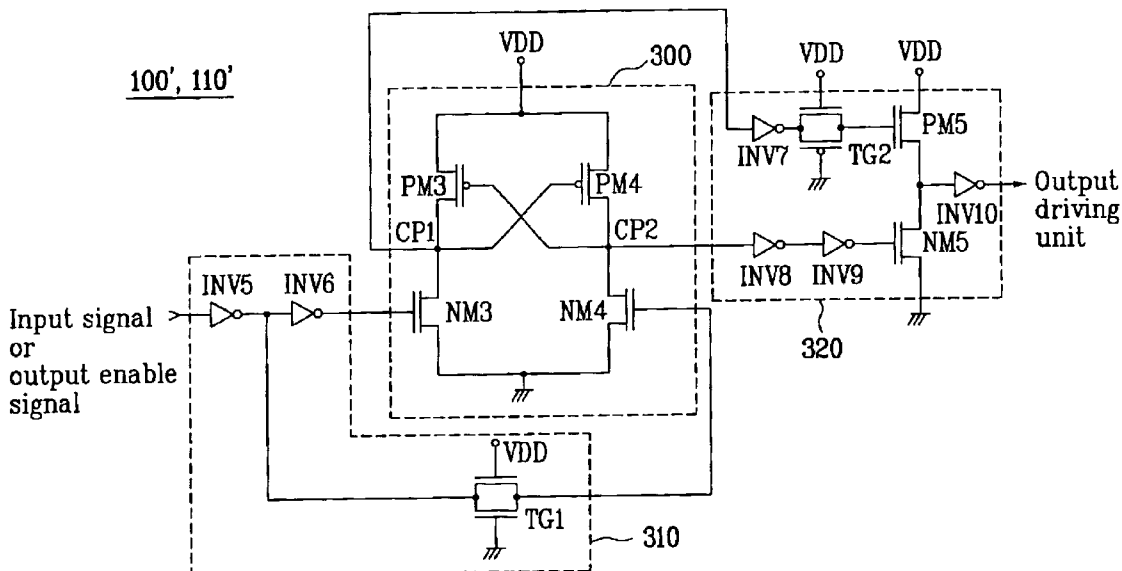 100', 110'
VDD
300
VDD
VDD
PM3
PM4
INV7
TG2
PM5
INV10
Output
driving
unit
CP1
CP2
INV8
INV9
NM5
INV5
INV6
NM3
NM4
320
Input signal
or
output enable
signal
VDD
TG1
310